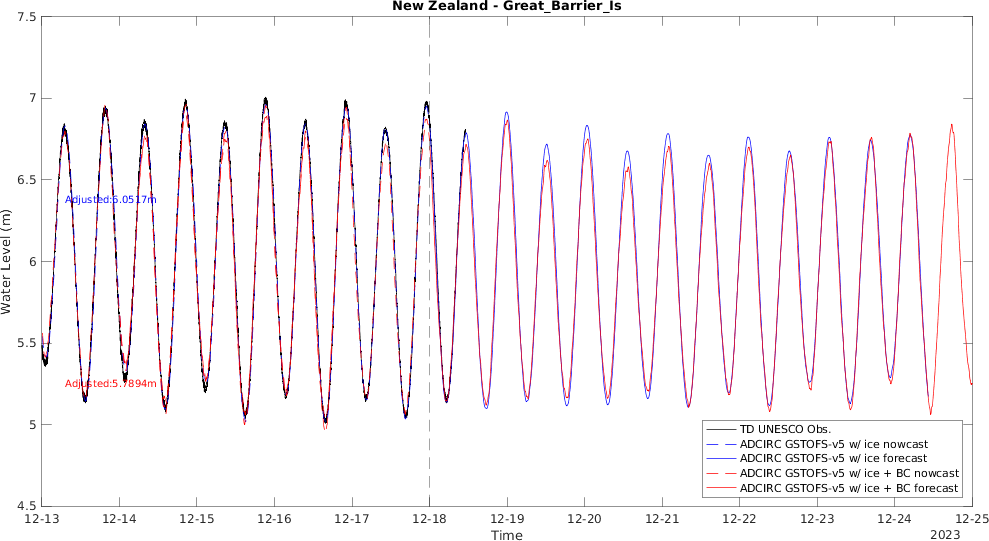 New Zealand - Great_Barrier_Is
7.5
7
6.5
6
5.5
5
4.5
Water Level (m)
Adjusted:6.0517m
Adjusted:5.7894m
TD UNESCO Obs.
ADCIRC GSTOFS-v5 w/ ice nowcast
ADCIRC GSTOFS-v5 w/ ice forecast
ADCIRC GSTOFS-v5 w/ ice + BC nowcast
ADCIRC GSTOFS-v5 w/ ice + BC forecast
12-13 12-14 12-15 12-16 12-17 12-18 12-19 12-20 12-21 12-22 12-23 12-24 12-25
Time
2023